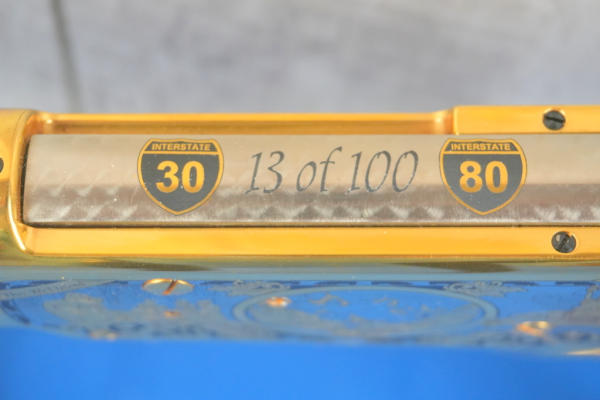 INTERSTATE
30
13 of 100
INTERSTATE
80